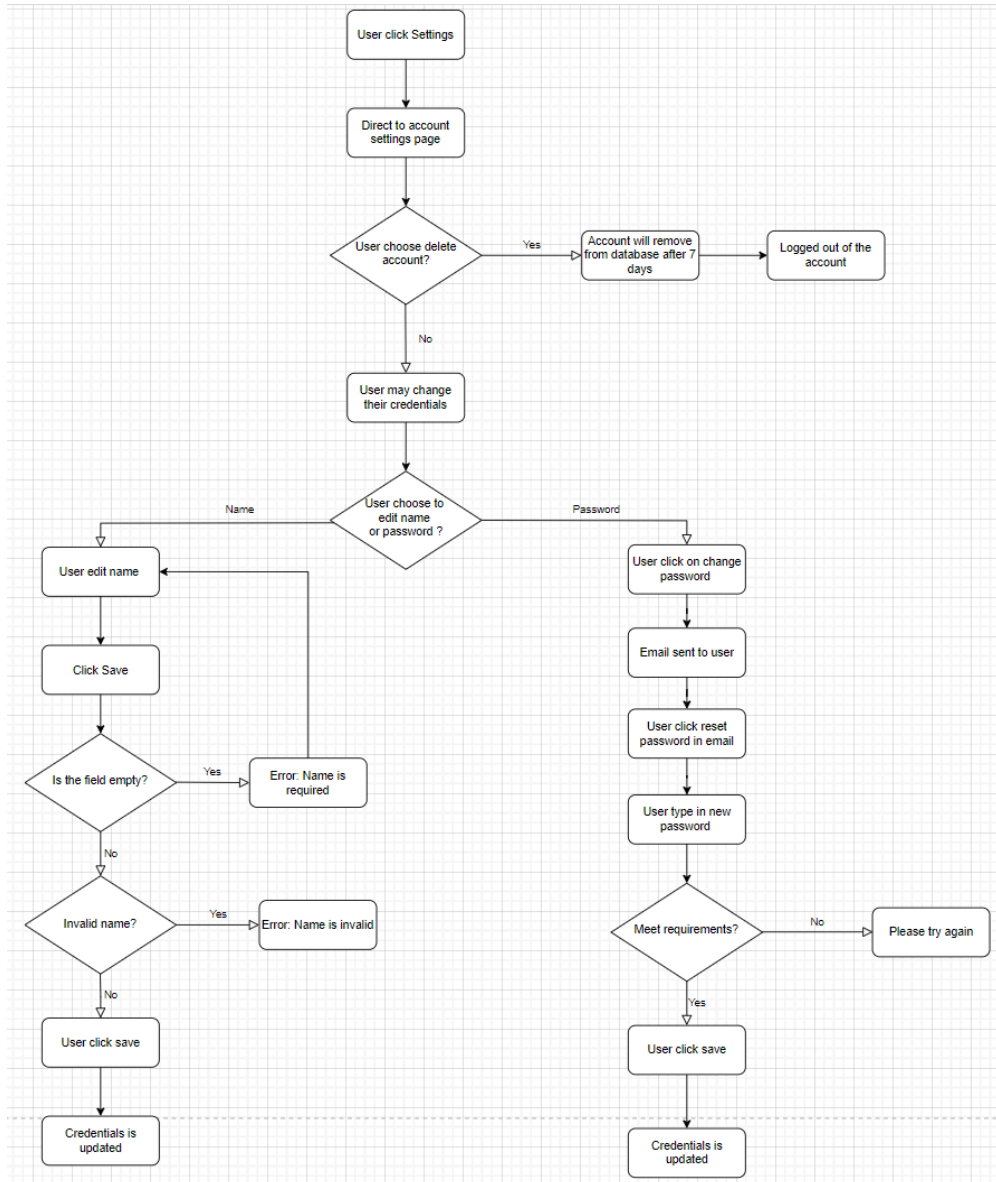 User click Settings
Direct to account
settings page
User choose delete
account?
Yes
Account will remove
from database after 7
days
Logged out of the
account
No
User may change
their credentials
User choose to
edit name
or password ?
Name
Password
User edit name
User click on change
password
Click Save
Email sent to user
User click reset
password in email
Is the field empty?
Yes
Error: Name is
required
User type in new
password
No
Invalid name?
Yes
Error: Name is invalid
Meet requirements?
No
Please try again
No
Yes
User click save
User click save
Credentials is
updated
Credentials is
updated